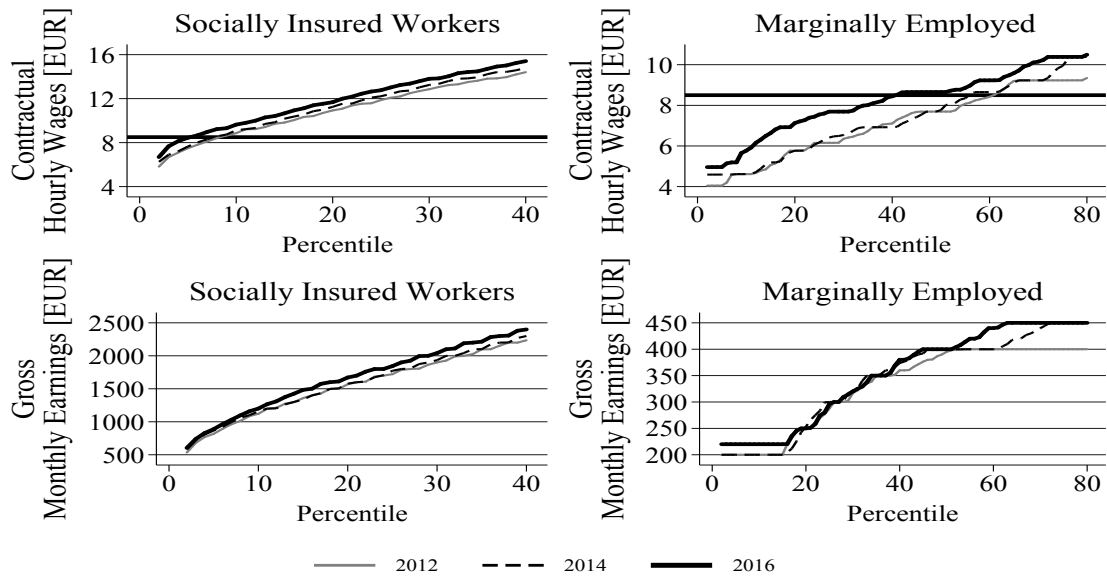 Socially Insured Workers
Contractual
Hourly Wages [EUR]
16
12
8
4
0 10 20 30 40
Percentile
Marginally Employed
Contractual
Hourly Wages [EUR]
10
8
6
4
0 20 40 60 80
Percentile
Socially Insured Workers
Gross
Monthly Earnings [EUR]
2500
2000
1500
1000
500
0 10 20 30 40
Percentile
Marginally Employed
Gross
Monthly Earnings [EUR]
450
400
350
300
250
200
0 20 40 60 80
Percentile
2012 2014 2016